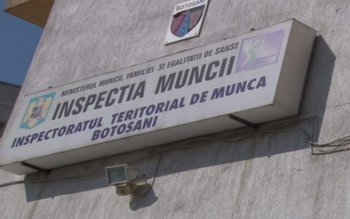 BOTOSANI
MINISTERUL MUNCII, FAMILIEI SI EGALITATII DE SANSE
INSPECTIA MUNCII
INSPECTORATUL TERITORIAL DE MUNCA
BOTOSANI